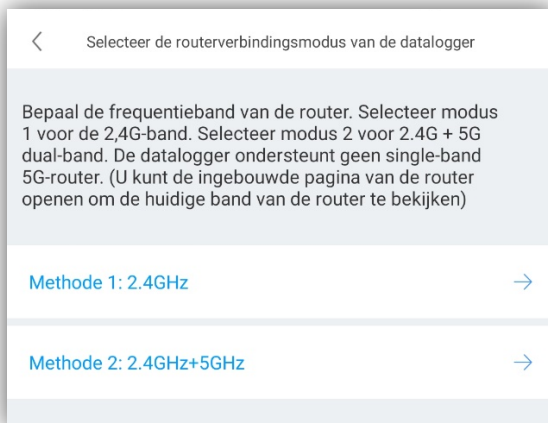 Selecteer de routerverbindingsmodus van de datalogger
Bepaal de frequentieband van de router. Selecteer modus
1 voor de 2,4G-band. Selecteer modus 2 voor 2.4G + 5G
dual-band. De datalogger ondersteunt geen single-band
5G-router. (U kunt de ingebouwde pagina van de router
openen om de huidige band van de router te bekijken)
Methode 1: 2.4GHz
Methode 2: 2.4GHz+5GHz